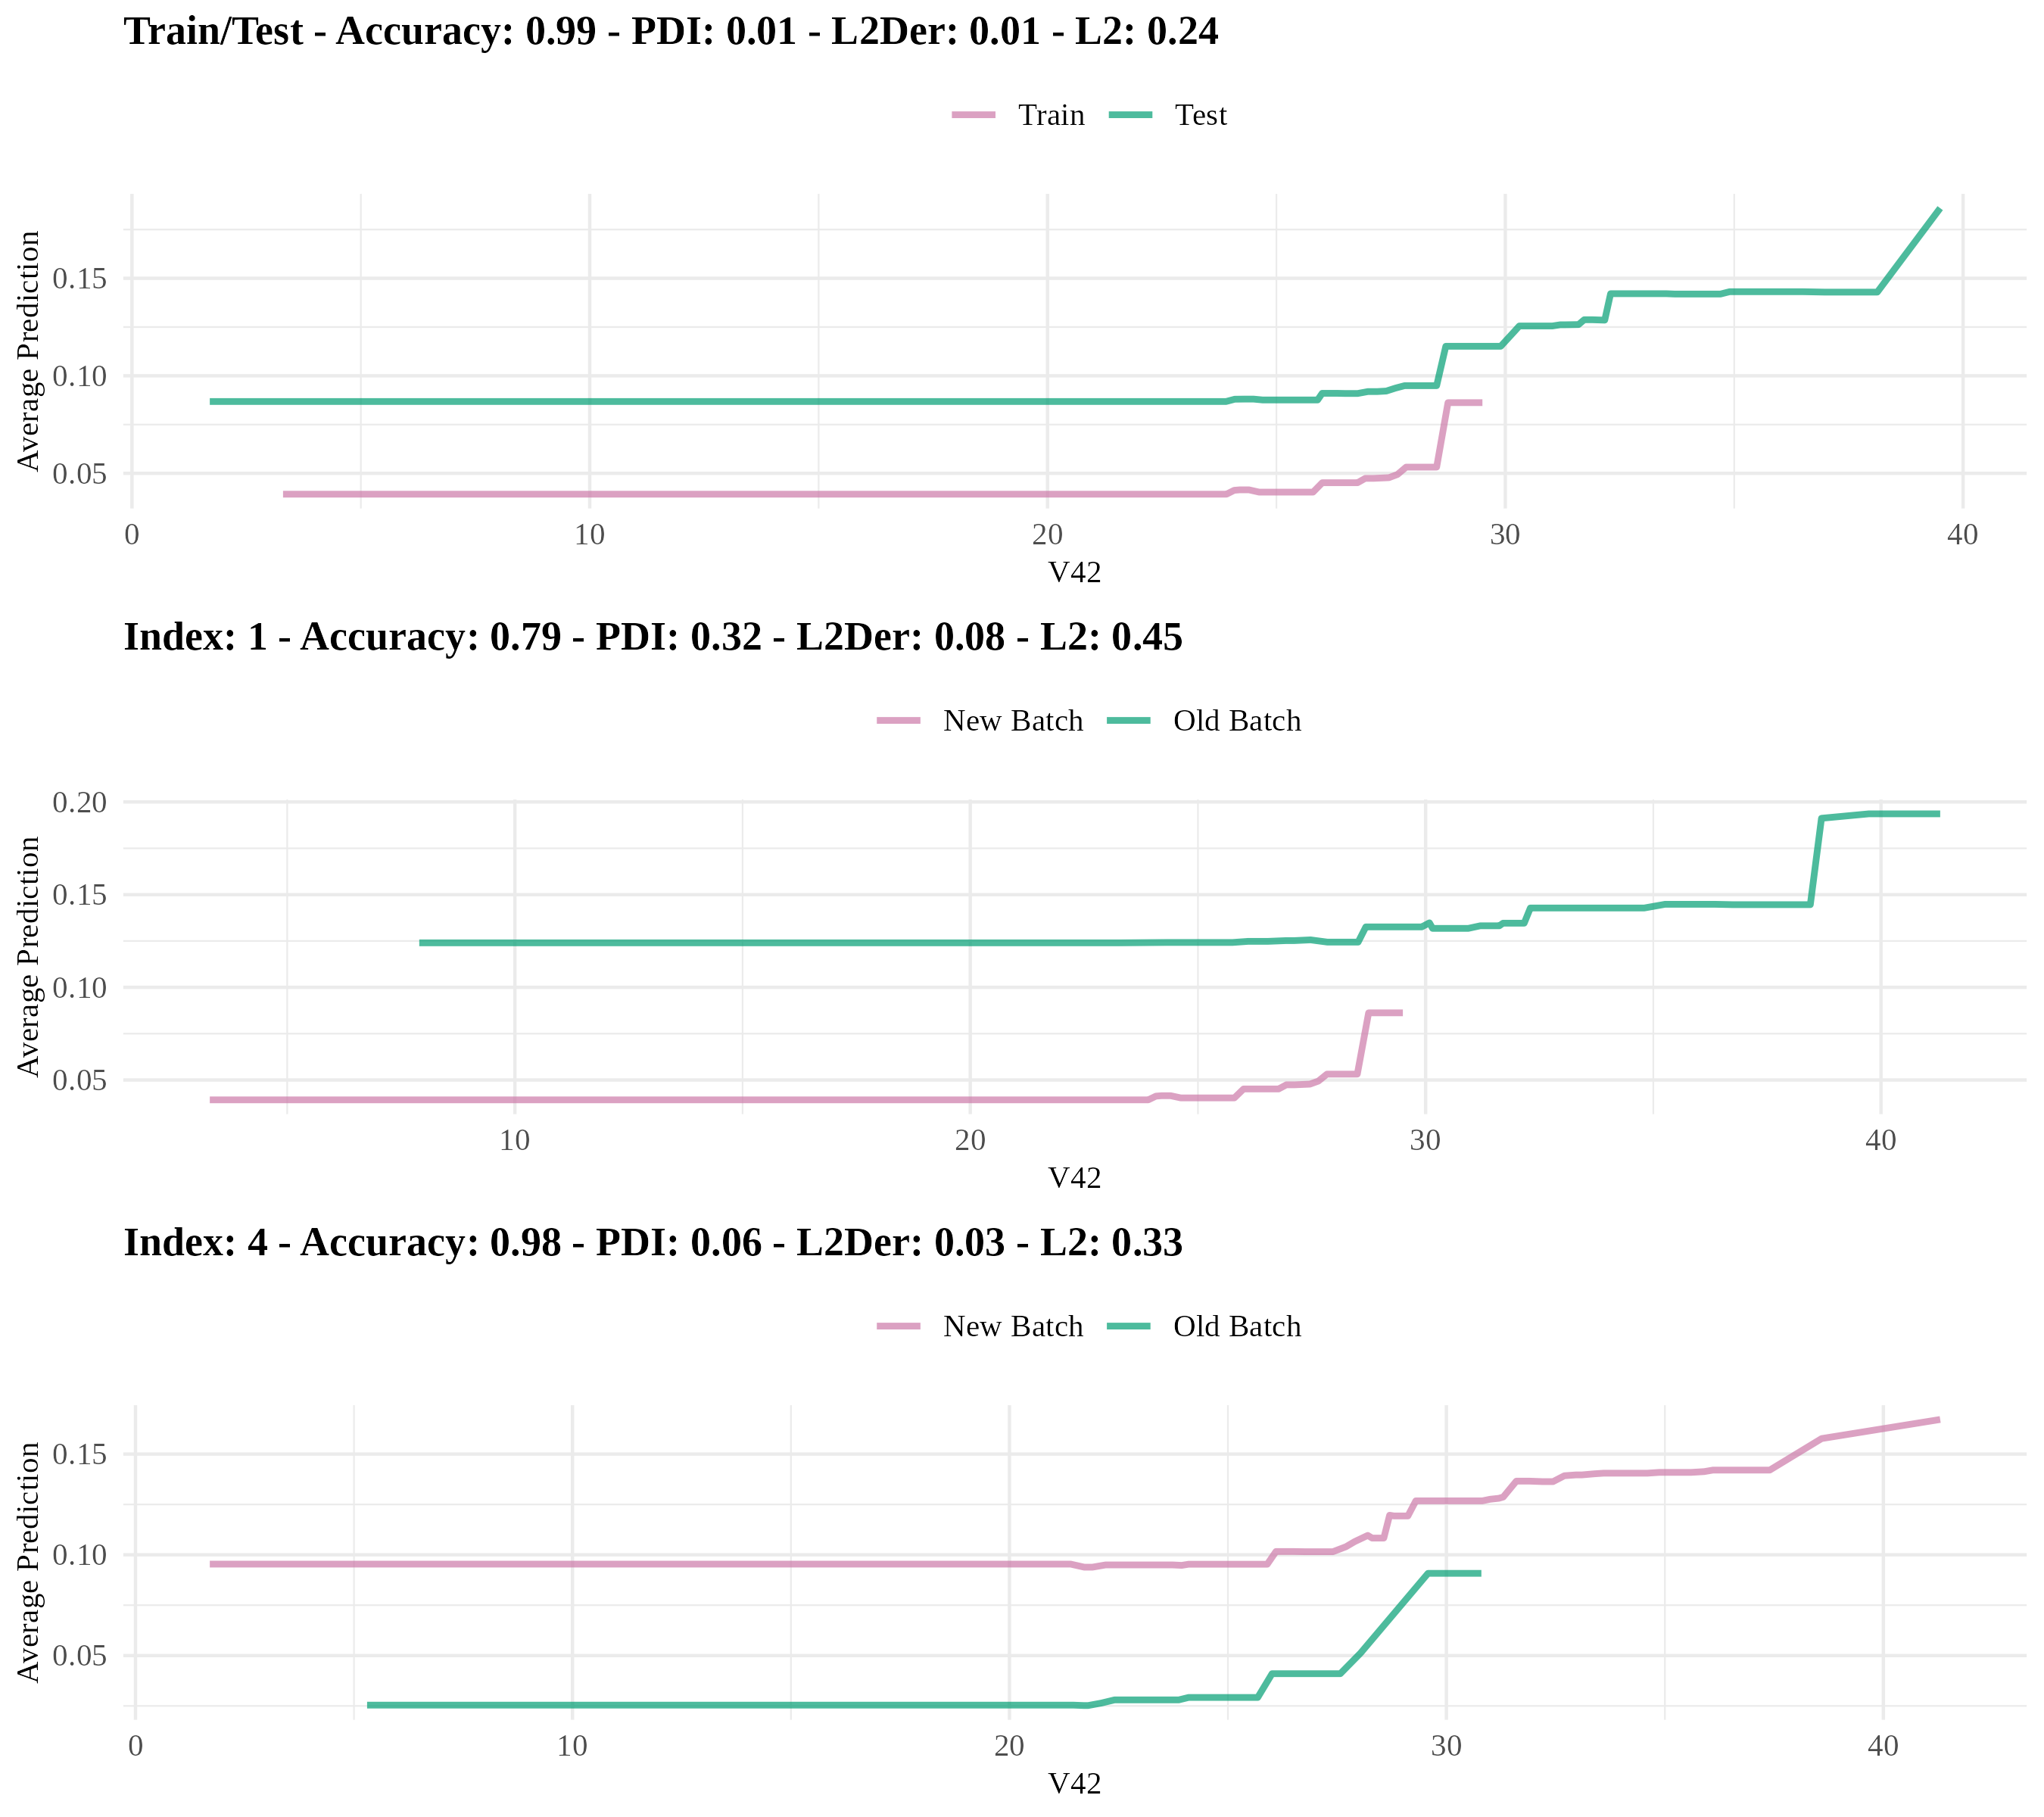 Train/Test - Accuracy: 0.99 - PDI: 0.01 - L2Der: 0.01 - L2: 0.24
Train Test
Average Prediction
0.15
0.10
0.05
0 10 20 30 40
V42
Index: 1 - Accuracy: 0.79 - PDI: 0.32 - L2Der: 0.08 - L2: 0.45
New Batch Old Batch
Average Prediction
0.20
0.15
0.10
0.05
10 20 30 40
V42
Index: 4 - Accuracy: 0.98 - PDI: 0.06 - L2Der: 0.03 - L2: 0.33
New Batch Old Batch
Average Prediction
0.15
0.10
0.05
0 10 20 30 40
V42